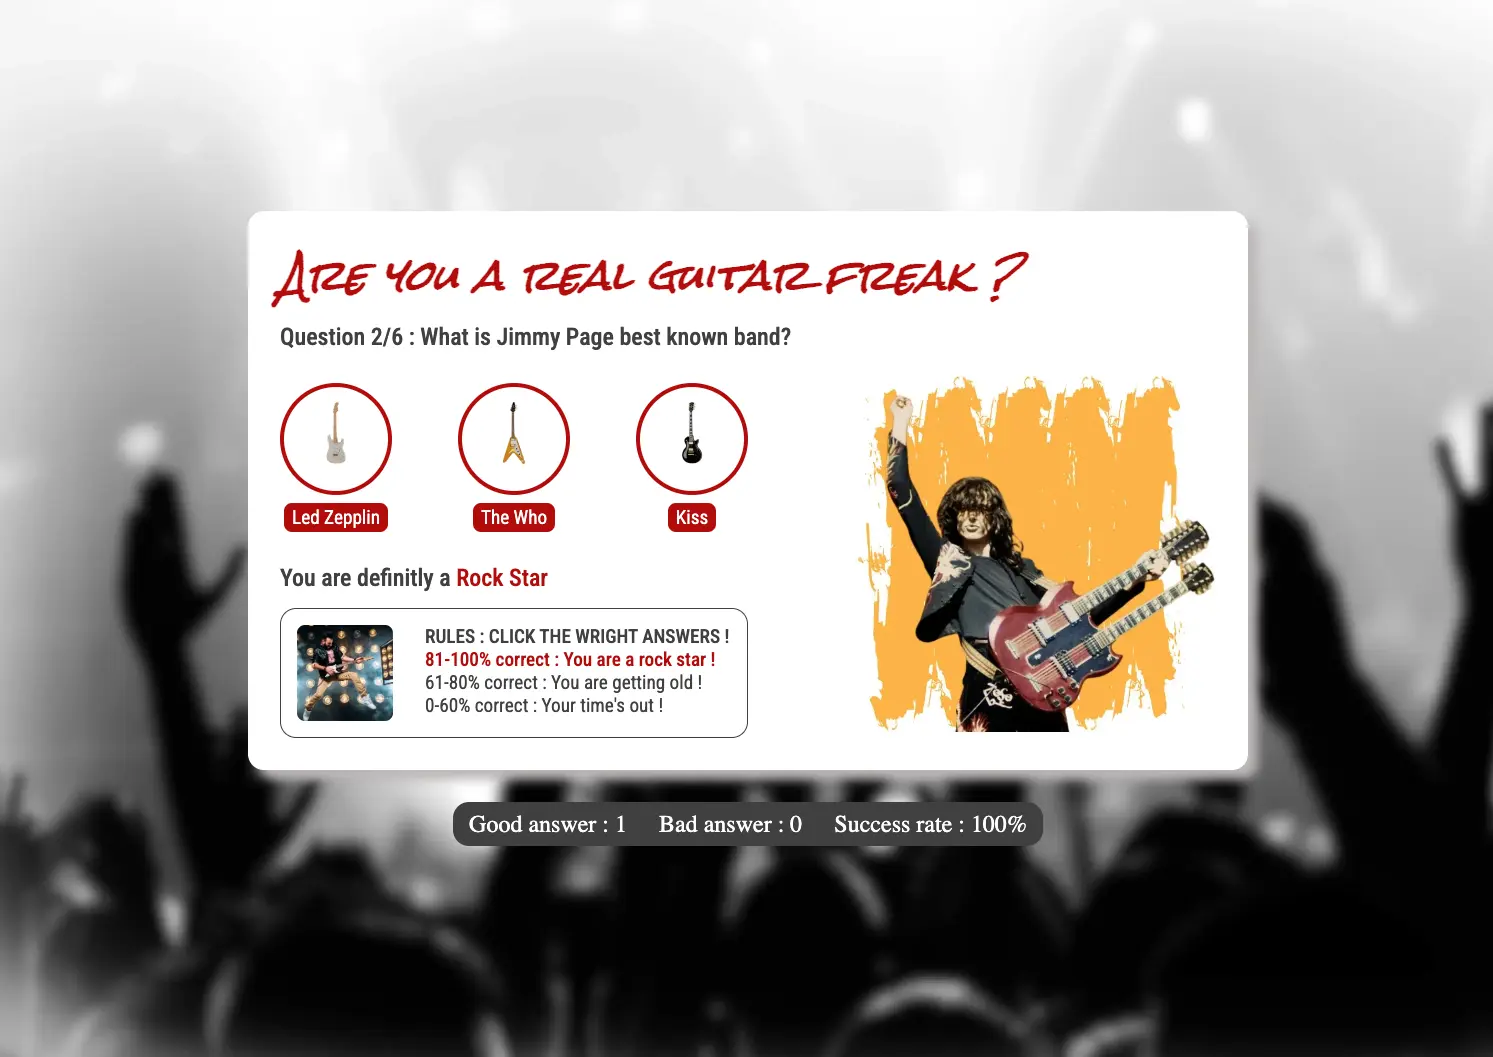 Are you a real guitar freak ?
Question 2/6 : What is Jimmy Page best known band?
Led Zepplin
The Who
Kiss
You are definitly a Rock Star
RULES : CLICK THE WRIGHT ANSWERS !
81-100% correct : You are a rock star !
61-80% correct : You are getting old !
0-60% correct : Your time's out !
Good answer : 1 Bad answer : 0 Success rate : 100%